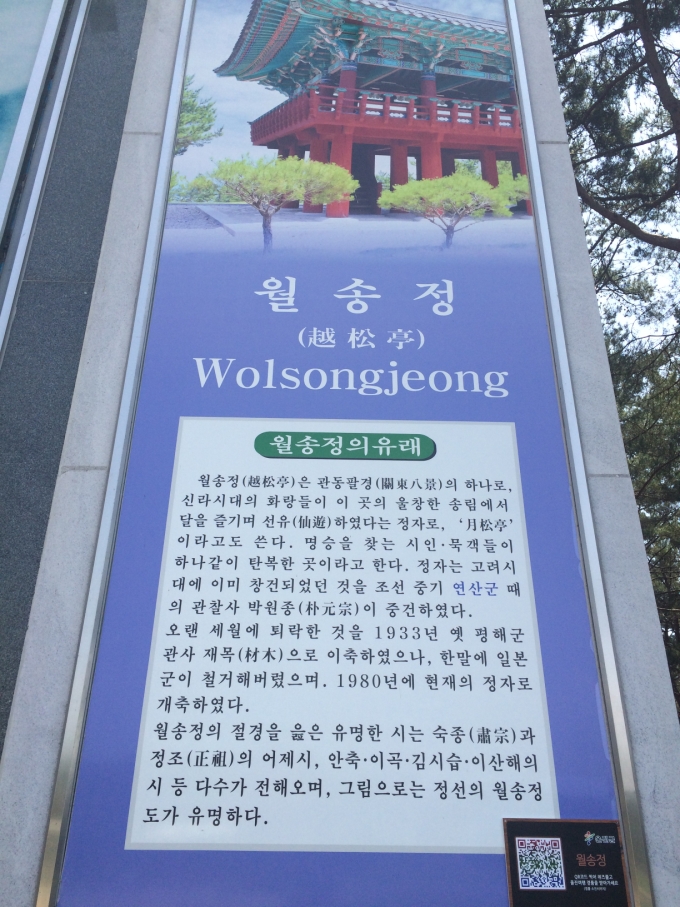 월송정
(越松亭)
Wolsongjeong
월송정의유래
월송정(越松亭)은 관동팔경(關東八景)의 하나로,
신라시대의 화랑들이 이 곳의 울창한 송림에서
달을 즐기며 선유(仙遊)하였다는 정자로, ‘月松亭’
이라고도 쓴다. 명승을 찾는 시인·묵객들이
하나같이 탄복한 곳이라고 한다. 정자는 고려시
대에 이미 창건되었던 것을 조선 중기 연산군 때
의 관찰사 박원종(朴元宗)이 중건하였다.
오랜 세월에 퇴락한 것을 1933년 옛 평해군
관사 재목(材木)으로 이축하였으나, 한말에 일본
군이 철거해버렸으며. 1980년에 현재의 정자로
개축하였다.
월송정의 절경을 읊은 유명한 시는 숙종(肅宗)과
정조(正祖)의 어제시, 안축·이곡·김시습·이산해의
시 등 다수가 전해오며, 그림으로는 정선의 월송정
도가 유명하다.
월송정